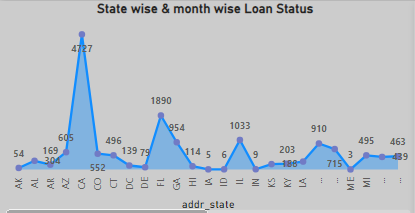 State wise & month wise Loan Status
4727
1890
1033
954
910
605
552
496
495
463
54
169
304
139
79
114
5
6
9
203
186
715
3
489
AK
AL
AR
AZ
CA
CO
CT
DC
DE
FL
GA
HI
IA
ID
IL
IN
KS
KY
LA
...
...
ME
MI
...
...
...
addr_state